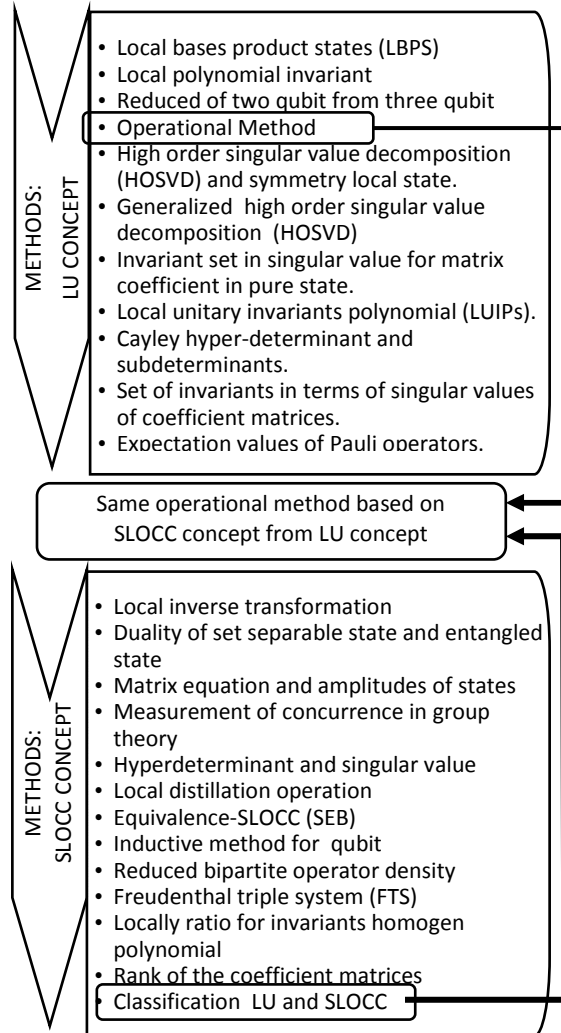 METHODS:
LU CONCEPT
• Local bases product states (LBPS)
• Local polynomial invariant
• Reduced of two qubit from three qubit
• Operational Method
• High order singular value decomposition
(HOSVD) and symmetry local state.
• Generalized  high order singular value
decomposition  (HOSVD)
• Invariant set in singular value for matrix
coefficient in pure state.
• Local unitary invariants polynomial (LUIPs).
• Cayley hyper-determinant and
subdeterminants.
• Set of invariants in terms of singular values
of coefficient matrices.
• Expectation values of Pauli operators.
Same operational method based on
SLOCC concept from LU concept
METHODS:
SLOCC CONCEPT
• Local inverse transformation
• Duality of set separable state and entangled
state
• Matrix equation and amplitudes of states
• Measurement of concurrence in group
theory
• Hyperdeterminant and singular value
• Local distillation operation
• Equivalence-SLOCC (SEB)
• Inductive method for  qubit
• Reduced bipartite operator density
• Freudenthal triple system (FTS)
• Locally ratio for invariants homogen
polynomial
• Rank of the coefficient matrices
• Classification  LU and SLOCC